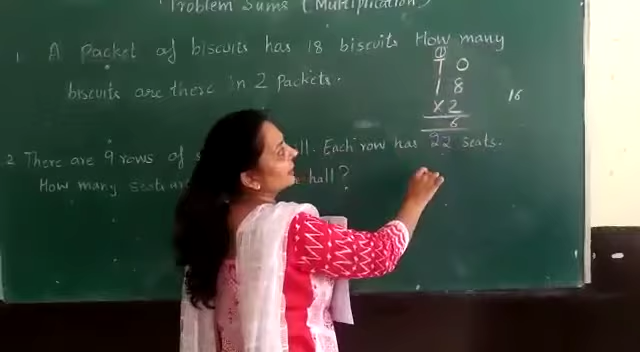 Problem Sums (Multiplication)
1 A Packet of biscuits has 18 biscuits How many
biscuits are there in 2 packets.
① 
T O
1 8
x 2
6
16
2. There are 9 rows of Each row has 22 seats.
How many seats are hall?